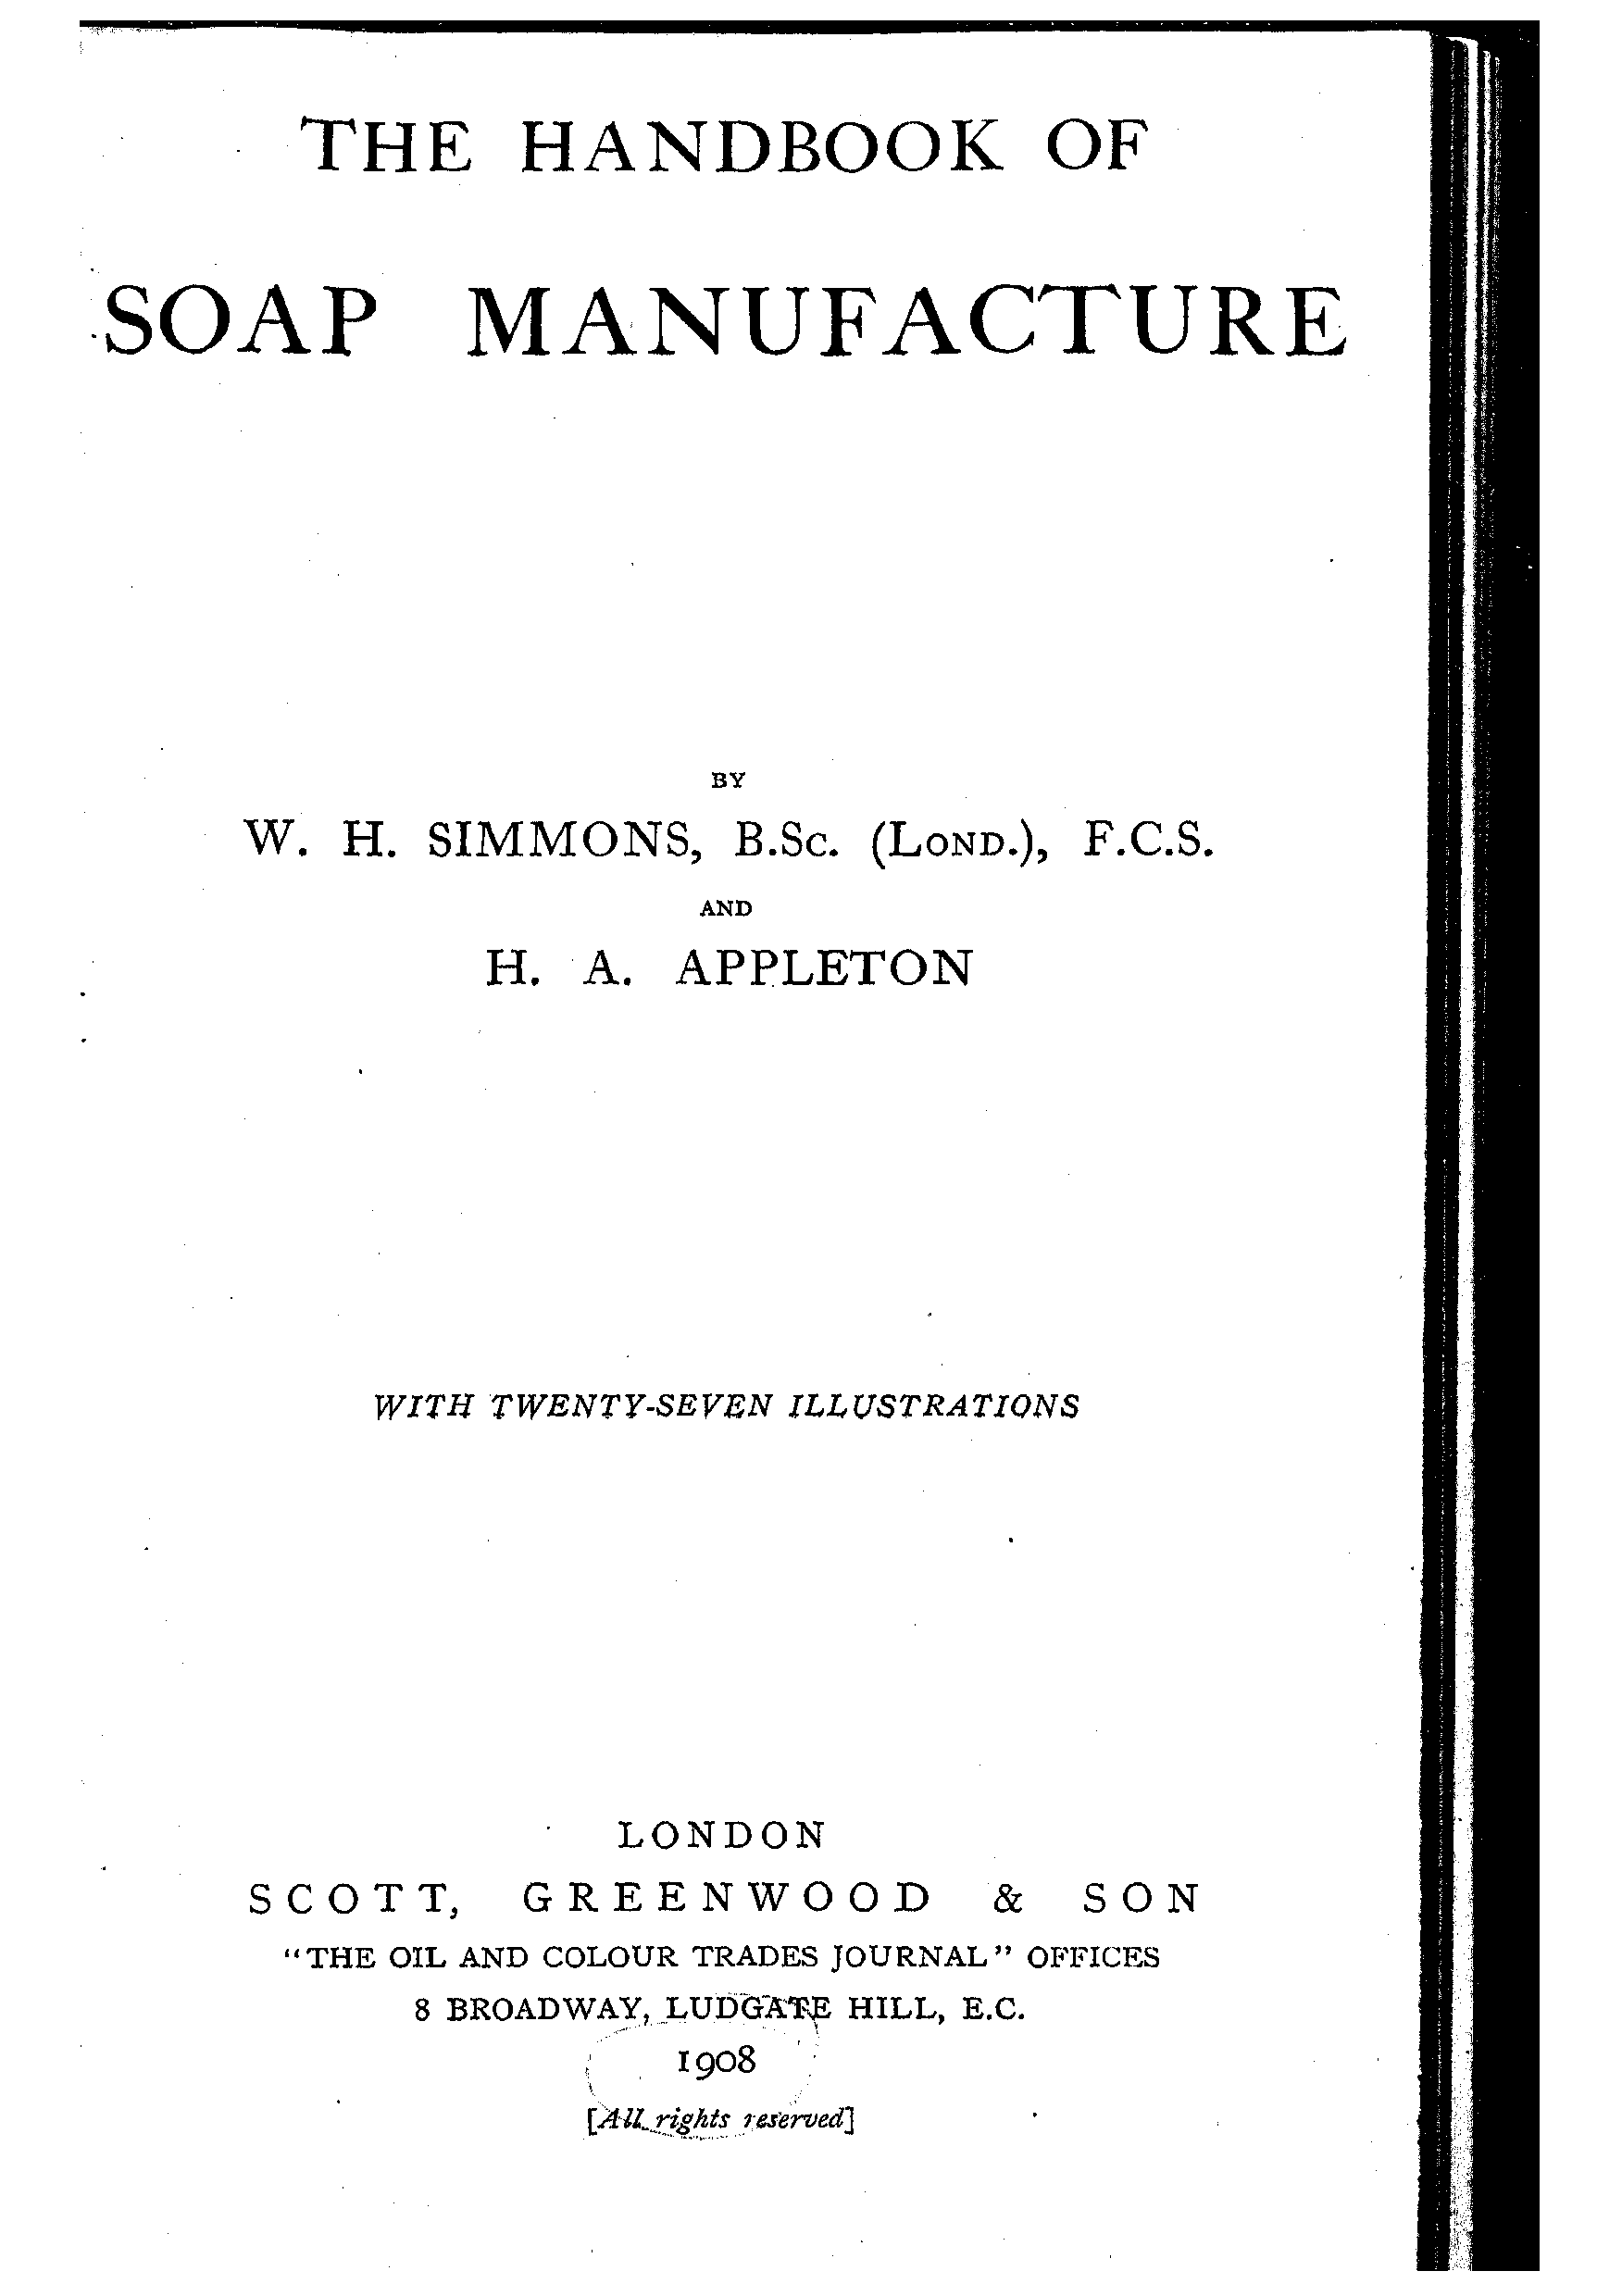 THE HANDBOOK OF
SOAP MANUFACTURE
BY
W. H. SIMMONS, B.Sc. (LOND.), F.C.S.
AND
H. A. APPLETON
WITH TWENTY-SEVEN ILLUSTRATIONS
LONDON
SCOTT, GREENWOOD & SON
"THE OIL AND COLOUR TRADES JOURNAL" OFFICES
8 BROADWAY, LUDGATE HILL, E.C.
1908
[All rights reserved]